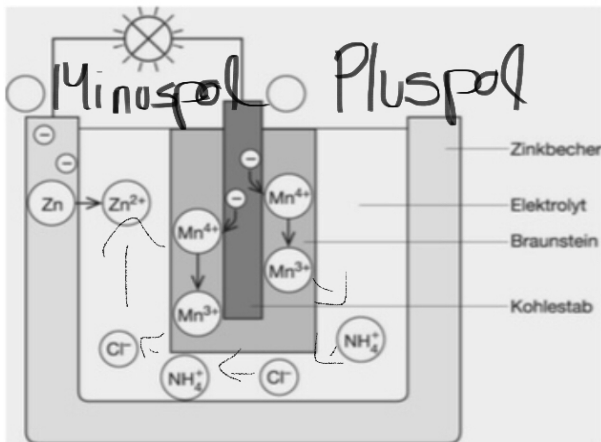 Minuspol Pluspol
Zinkbecher
Zn Zn²⁺ Mn⁴⁺ Elektrolyt
Mn⁴⁺ Braunstein
Mn³⁺
Mn³⁺ Kohlestab
Cl⁻ NH₄⁺
NH₄⁺ Cl⁻